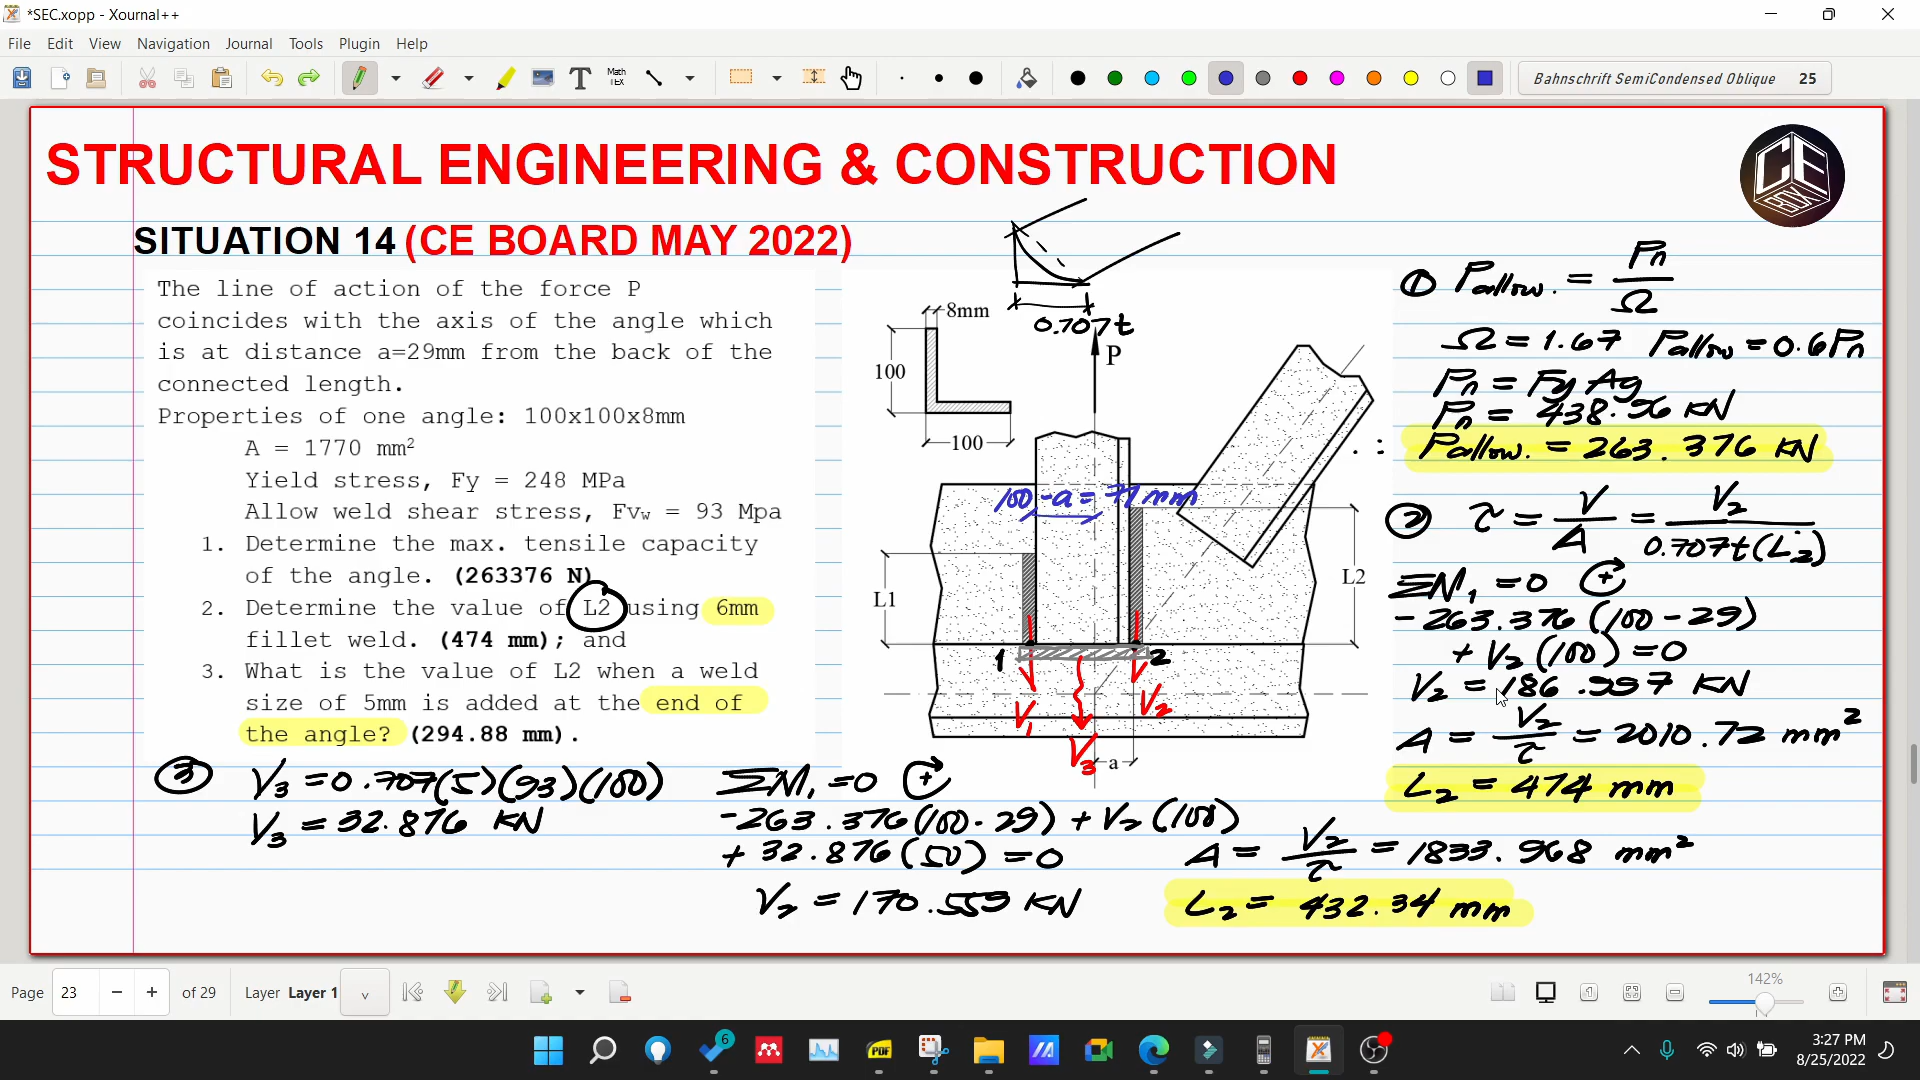 *SEC.xopp - Xournal++
File Edit View Navigation Journal Tools Plugin Help
Math TEX
Bahnschrift SemiCondensed Oblique 25
STRUCTURAL ENGINEERING & CONSTRUCTION
CE
SITUATION 14 (CE BOARD MAY 2022)
The line of action of the force P
coincides with the axis of the angle which
is at distance a=29mm from the back of the
connected length.
Properties of one angle: 100x100x8mm
A = 1770 mm²
Yield stress, Fy = 248 MPa
Allow weld shear stress, Fvw = 93 Mpa
1. Determine the max. tensile capacity
of the angle. (263376 N)
2. Determine the value of L2 using 6mm
fillet weld. (474 mm); and
3. What is the value of L2 when a weld
size of 5mm is added at the end of
the angle? (294.88 mm).
0.707t
8mm
100
100
P
100-a = 71 mm
L1
L2
1
2
V₁
V₂
V₃
a
① Pallow. = Pn / Ω
Ω = 1.67 Pallow = 0.6Pn
Pn = Fy Ag
Pn = 438.96 KN
∴ Pallow. = 263.376 KN
② τ = V / A = V₂ / 0.707t(L₂)
ΣM₁ = 0 (+)
-263.376 (100-29)
+ V₂ (100) = 0
V₂ = 186.997 KN
A = V₂ / τ = 2010.72 mm²
L₂ = 474 mm
③ V₃ = 0.707(5)(93)(100)
V₃ = 32.876 KN
ΣM₁ = 0 (+)
-263.376(100-29) + V₂(100)
+ 32.876(50) = 0
V₂ = 170.559 KN
A = V₂ / τ = 1833.968 mm²
L₂ = 432.34 mm
Page 23 of 29 Layer Layer 1
142%
6
PDF
3:27 PM
8/25/2022